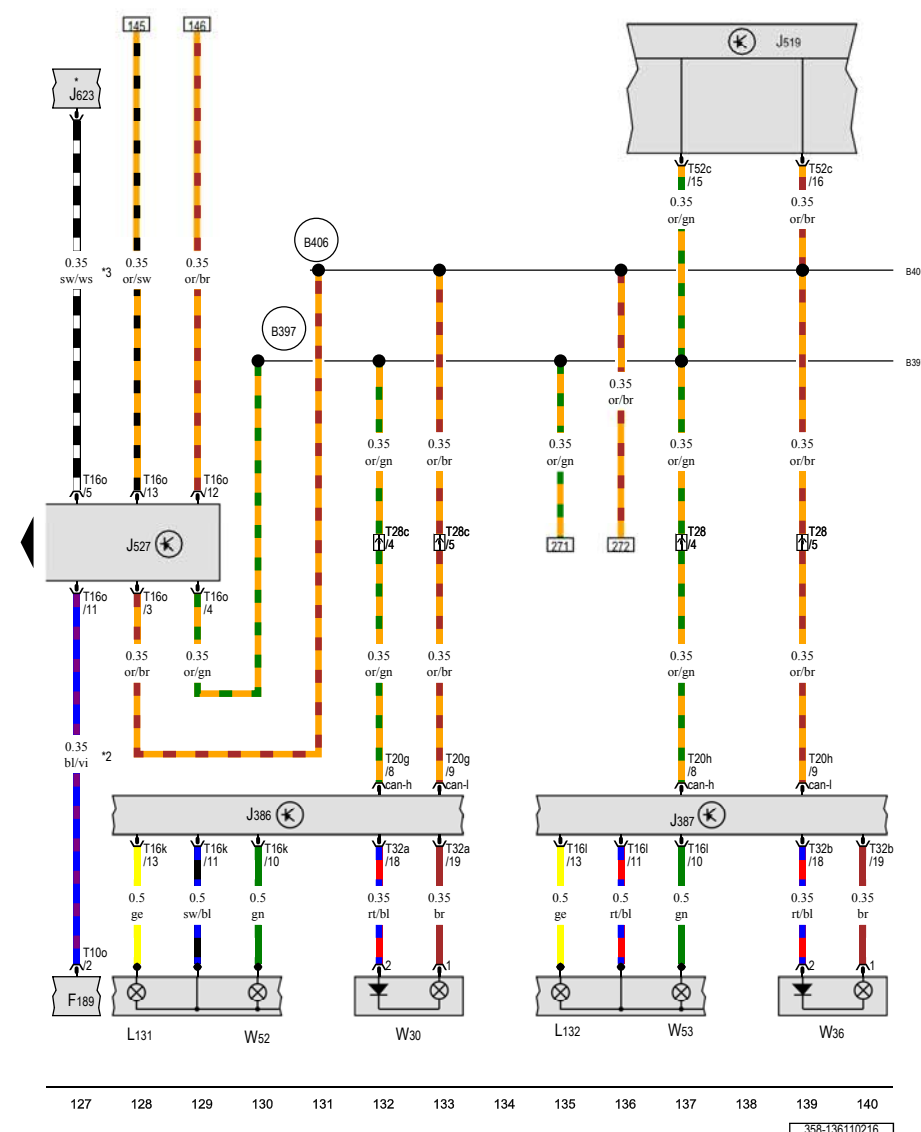 145
146
J519
*
J623
T52c
/15
T52c
/16
0.35
or/gn
0.35
or/br
B406
0.35
sw/ws
*3
0.35
or/sw
0.35
or/br
B40
B397
B39
0.35
or/br
0.35
or/gn
0.35
or/br
0.35
or/gn
0.35
or/gn
0.35
or/br
T16o
/5
T16o
/13
T16o
/12
J527
T28c
/4
T28c
/5
271
272
T28
/4
T28
/5
T16o
/11
T16o
/3
T16o
/4
0.35
or/br
0.35
or/gn
0.35
or/gn
0.35
or/br
0.35
or/gn
0.35
or/br
0.35
bl/vi
*2
T20g
/8
can-h
T20g
/9
can-l
T20h
/8
can-h
T20h
/9
can-l
J386
J387
T16k
/13
T16k
/11
T16k
/10
T32a
/18
T32a
/19
T16l
/13
T16l
/11
T16l
/10
T32b
/18
T32b
/19
0.5
ge
0.5
sw/bl
0.5
gn
0.35
rt/bl
0.35
br
0.5
ge
0.5
rt/bl
0.5
gn
0.35
rt/bl
0.35
br
T10o
/2
2
1
2
1
F189
L131
W52
W30
L132
W53
W36
127 128 129 130 131 132 133 134 135 136 137 138 139 140
358-136110216